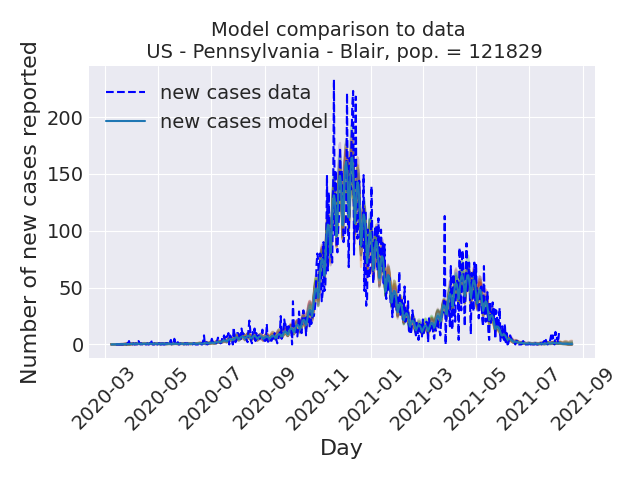 Model comparison to data
US - Pennsylvania - Blair, pop. = 121829
Number of new cases reported
new cases data
new cases model
200
150
100
50
0
2020-03
2020-05
2020-07
2020-09
2020-11
2021-01
2021-03
2021-05
2021-07
2021-09
Day